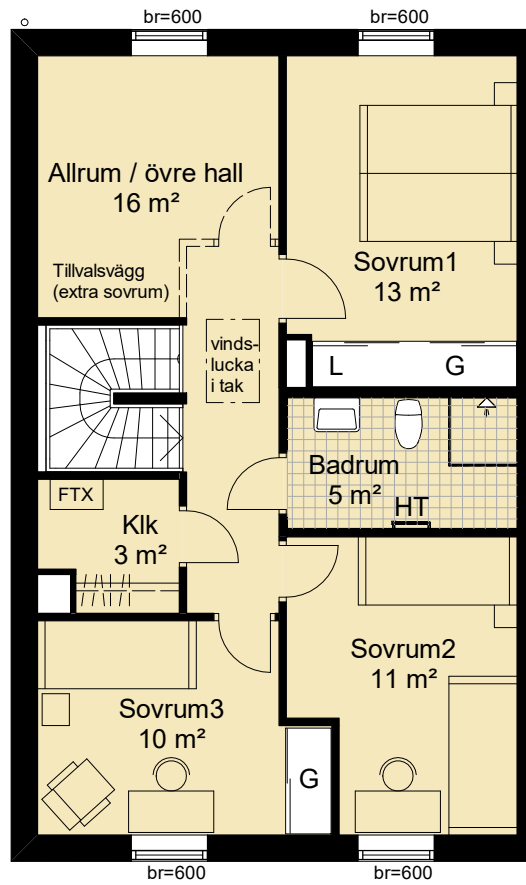 br=600
br=600
Allrum / övre hall
16 m²
Tillvalsvägg
(extra sovrum)
Sovrum1
13 m²
vinds-
lucka
i tak
L
G
Badrum
5 m²
HT
FTX
Klk
3 m²
Sovrum2
11 m²
Sovrum3
10 m²
G
br=600
br=600